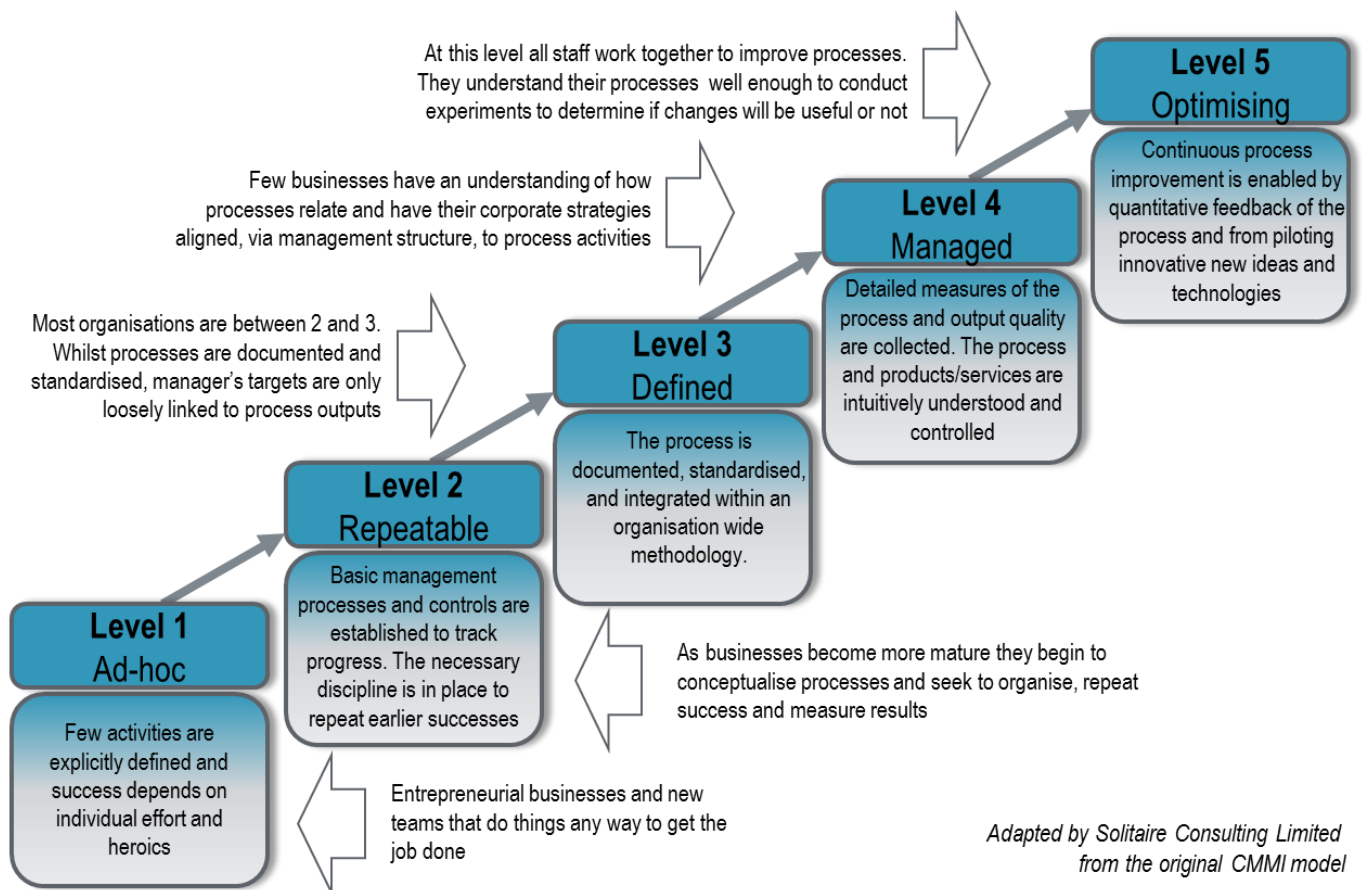 At this level all staff work together to improve processes.
They understand their processes well enough to conduct
experiments to determine if changes will be useful or not
Level 5
Optimising
Continuous process
improvement is enabled by
quantitative feedback of the
process and from piloting
innovative new ideas and
technologies
Few businesses have an understanding of how
processes relate and have their corporate strategies
aligned, via management structure, to process activities
Level 4
Managed
Detailed measures of the
process and output quality
are collected. The process
and products/services are
intuitively understood and
controlled
Most organisations are between 2 and 3.
Whilst processes are documented and
standardised, manager's targets are only
loosely linked to process outputs
Level 3
Defined
The process is
documented, standardised,
and integrated within an
organisation wide
methodology.
Level 2
Repeatable
Basic management
processes and controls are
established to track
progress. The necessary
discipline is in place to
repeat earlier successes
As businesses become more mature they begin to
conceptualise processes and seek to organise, repeat
success and measure results
Level 1
Ad-hoc
Few activities are
explicitly defined and
success depends on
individual effort and
heroics
Entrepreneurial businesses and new
teams that do things any way to get the
job done
Adapted by Solitaire Consulting Limited
from the original CMMI model